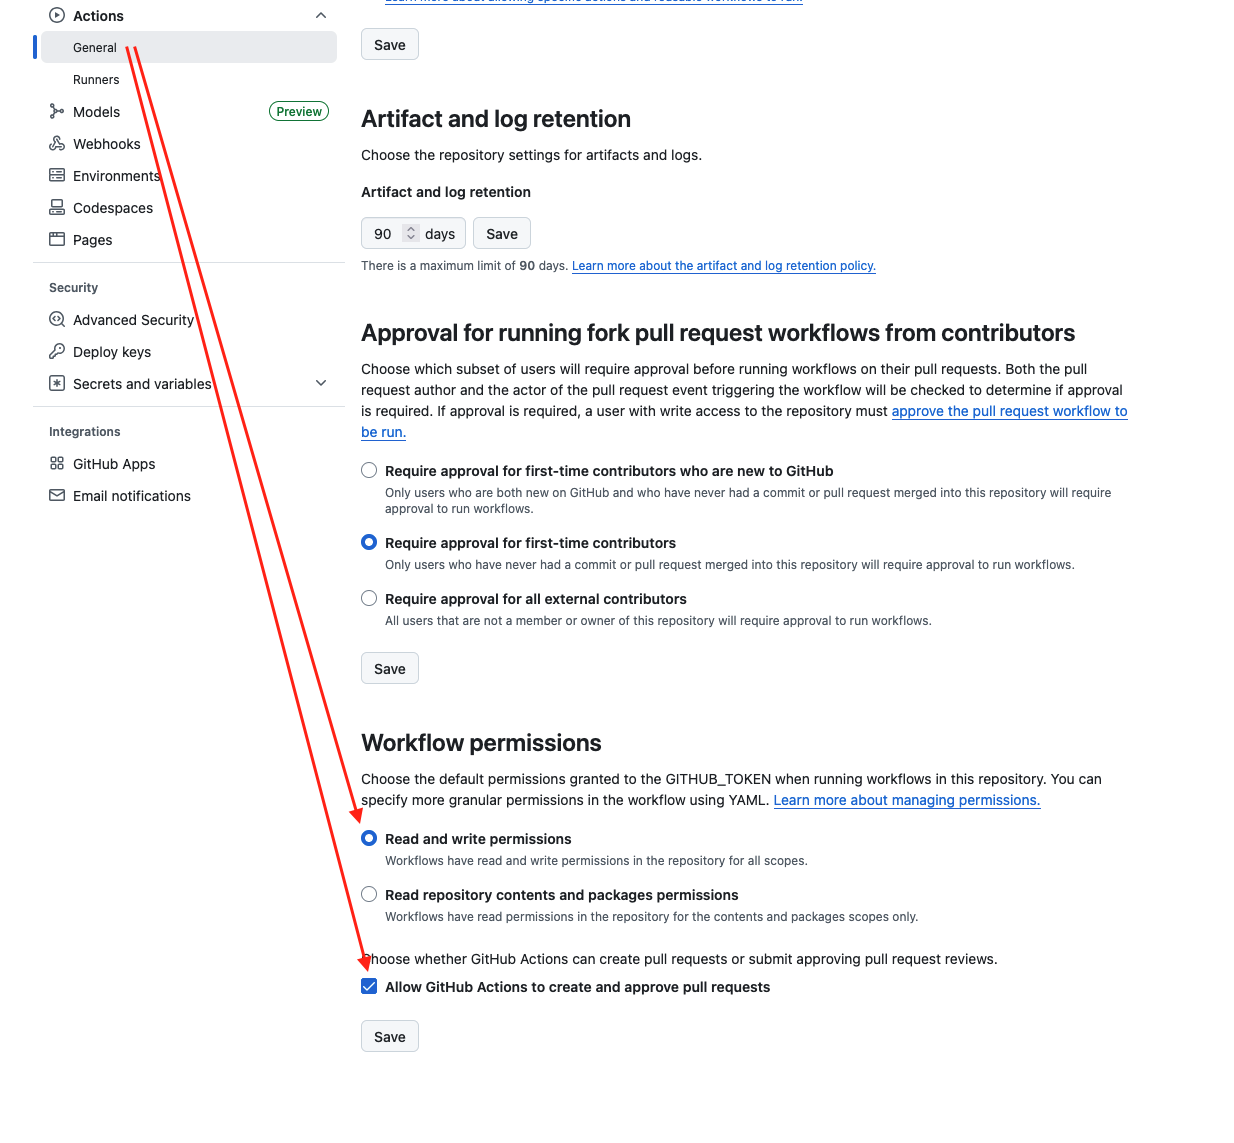 Actions
General
Runners
Models
Preview
Webhooks
Environments
Codespaces
Pages
Security
Advanced Security
Deploy keys
Secrets and variables
Integrations
GitHub Apps
Email notifications
Learn more about allowing specific actions and reusable workflows to run.
Save
Artifact and log retention
Choose the repository settings for artifacts and logs.
Artifact and log retention
90 days Save
There is a maximum limit of 90 days. Learn more about the artifact and log retention policy.
Approval for running fork pull request workflows from contributors
Choose which subset of users will require approval before running workflows on their pull requests. Both the pull
request author and the actor of the pull request event triggering the workflow will be checked to determine if approval
is required. If approval is required, a user with write access to the repository must approve the pull request workflow to
be run.
Require approval for first-time contributors who are new to GitHub
Only users who are both new on GitHub and who have never had a commit or pull request merged into this repository will require
approval to run workflows.
Require approval for first-time contributors
Only users who have never had a commit or pull request merged into this repository will require approval to run workflows.
Require approval for all external contributors
All users that are not a member or owner of this repository will require approval to run workflows.
Save
Workflow permissions
Choose the default permissions granted to the GITHUB_TOKEN when running workflows in this repository. You can
specify more granular permissions in the workflow using YAML. Learn more about managing permissions.
Read and write permissions
Workflows have read and write permissions in the repository for all scopes.
Read repository contents and packages permissions
Workflows have read permissions in the repository for the contents and packages scopes only.
Choose whether GitHub Actions can create pull requests or submit approving pull request reviews.
Allow GitHub Actions to create and approve pull requests
Save